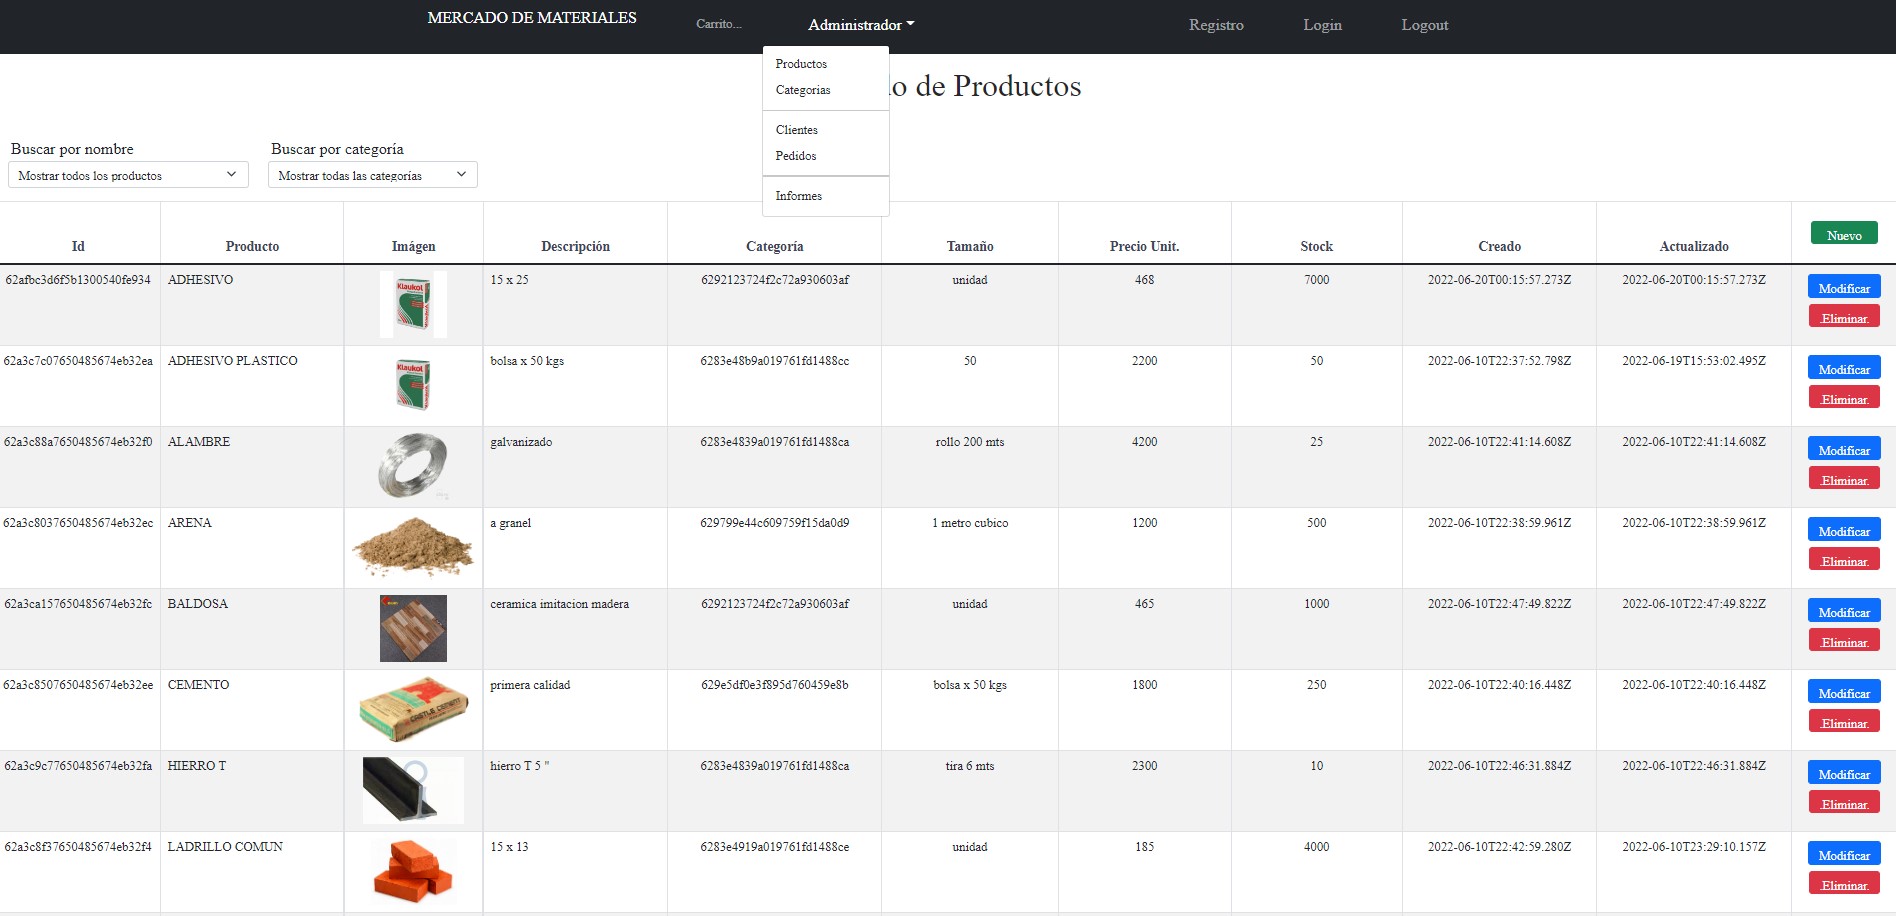 MERCADO DE MATERIALES Carrito... Administrador Registro Login Logout
Productos
Categorias
Clientes
Pedidos
Informes
o de Productos
Buscar por nombre Buscar por categoría
Mostrar todos los productos Mostrar todas las categorías
Id Producto Imágen Descripción Categoría Tamaño Precio Unit. Stock Creado Actualizado Nuevo
62afbc3d6f5b1300540fe934 ADHESIVO Klaukol 15 x 25 6292123724f2c72a930603af unidad 468 7000 2022-06-20T00:15:57.273Z 2022-06-20T00:15:57.273Z Modificar
Eliminar
62a3c7c07650485674eb32ea ADHESIVO PLASTICO Klaukol bolsa x 50 kgs 6283e48b9a019761fd1488cc 50 2200 50 2022-06-10T22:37:52.798Z 2022-06-19T15:53:02.495Z Modificar
Eliminar
62a3c88a7650485674eb32f0 ALAMBRE galvanizado 6283e4839a019761fd1488ca rollo 200 mts 4200 25 2022-06-10T22:41:14.608Z 2022-06-10T22:41:14.608Z Modificar
Eliminar
62a3c8037650485674eb32ec ARENA a granel 629799e44c609759f15da0d9 1 metro cubico 1200 500 2022-06-10T22:38:59.961Z 2022-06-10T22:38:59.961Z Modificar
Eliminar
62a3ca157650485674eb32fc BALDOSA ceramica imitacion madera 6292123724f2c72a930603af unidad 465 1000 2022-06-10T22:47:49.822Z 2022-06-10T22:47:49.822Z Modificar
Eliminar
62a3c8507650485674eb32ee CEMENTO CASTLE CEMENT primera calidad 629e5df0e3f895d760459e8b bolsa x 50 kgs 1800 250 2022-06-10T22:40:16.448Z 2022-06-10T22:40:16.448Z Modificar
Eliminar
62a3c9c77650485674eb32fa HIERRO T hierro T 5 " 6283e4839a019761fd1488ca tira 6 mts 2300 10 2022-06-10T22:46:31.884Z 2022-06-10T22:46:31.884Z Modificar
Eliminar
62a3c8f37650485674eb32f4 LADRILLO COMUN 15 x 13 6283e4919a019761fd1488ce unidad 185 4000 2022-06-10T22:42:59.280Z 2022-06-10T23:29:10.157Z Modificar
Eliminar